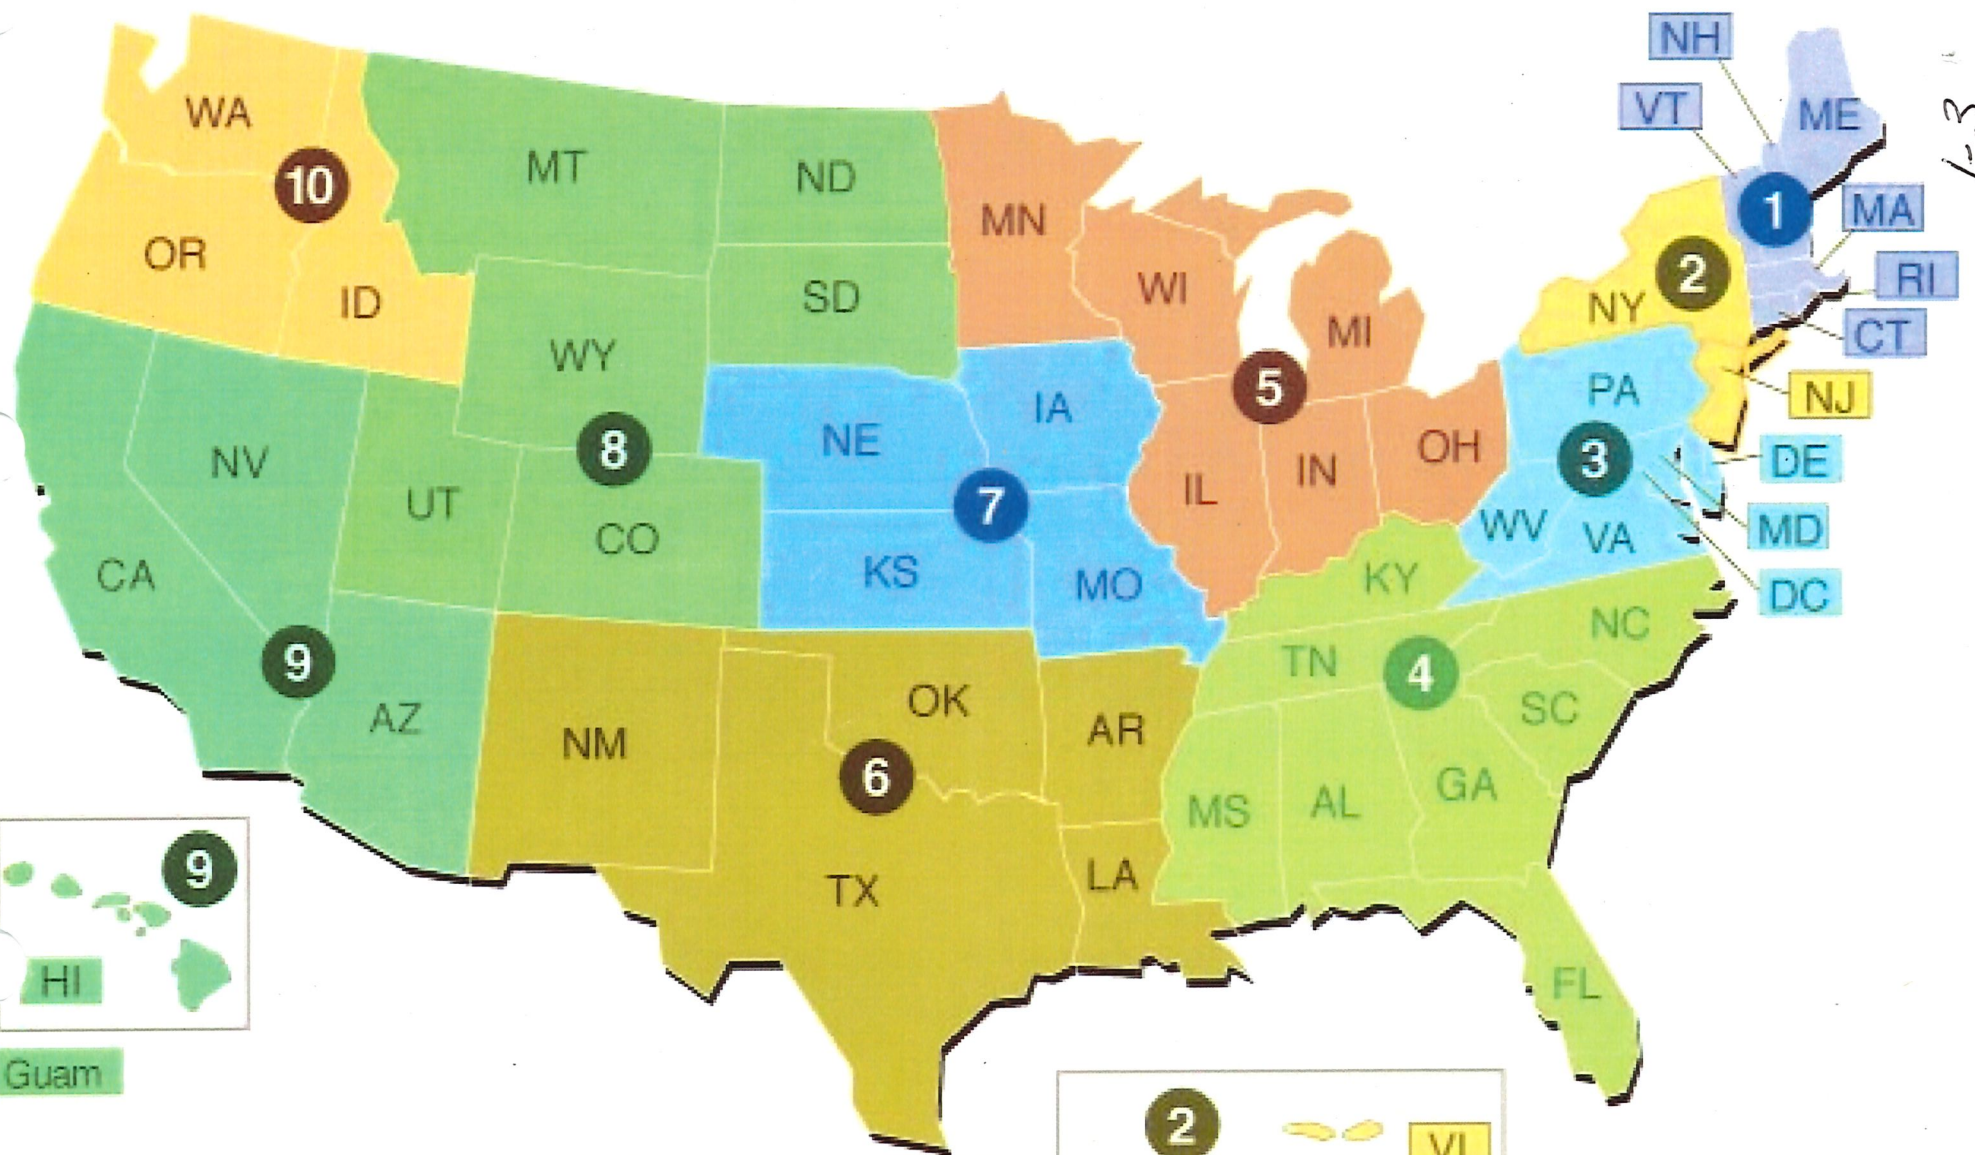 NH
VT
ME
WA
10
MT
ND
MN
1
MA
OR
ID
SD
WI
MI
NY
2
RI
CT
WY
5
PA
NJ
NV
8
NE
IA
IL
IN
OH
3
DE
UT
CO
7
WV
VA
MD
CA
KS
MO
KY
DC
9
AZ
NM
OK
AR
TN
4
NC
SC
6
MS
AL
GA
9
TX
LA
HI
FL
Guam
2
VI